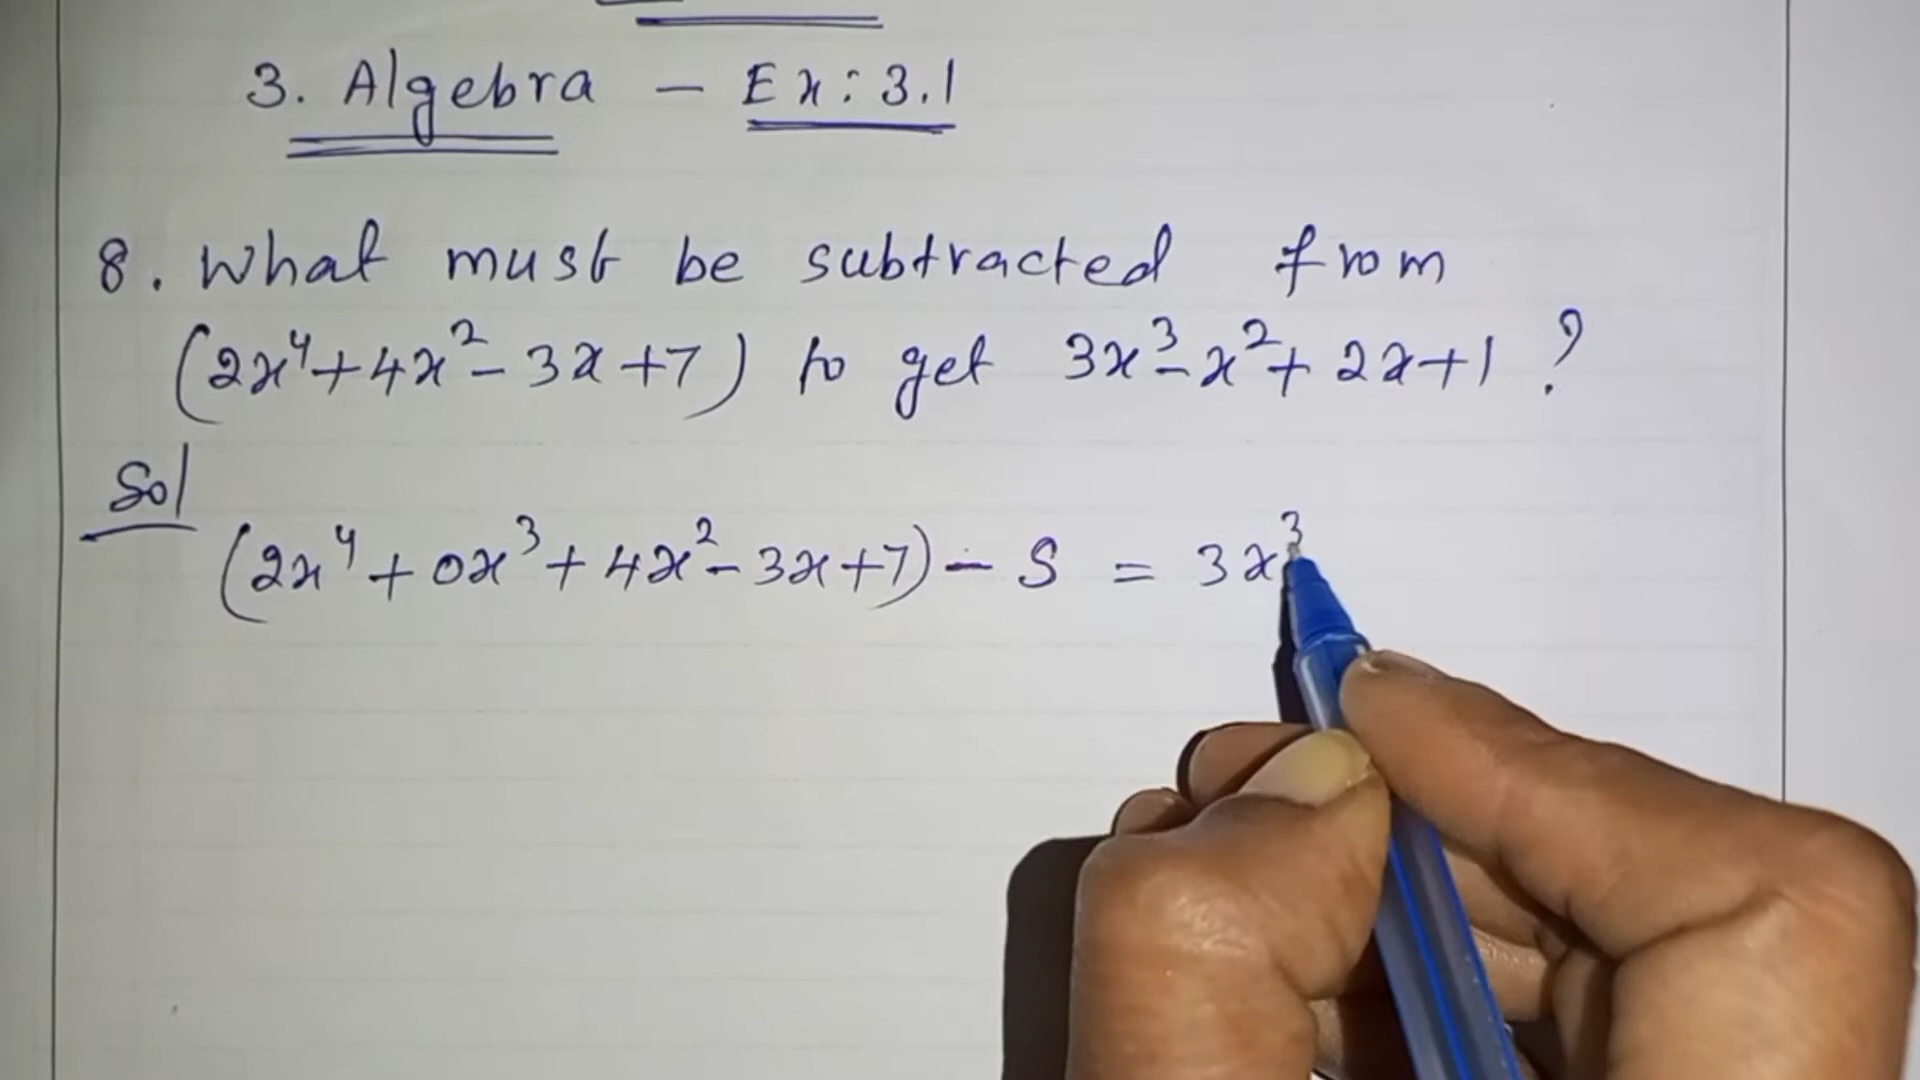 3. Algebra - Ex: 3.1
8. What must be subtracted from
(2x⁴+4x²-3x+7) to get 3x³-x²+2x+1 ?
Sol
(2x⁴+0x³+4x²-3x+7)-S = 3x³